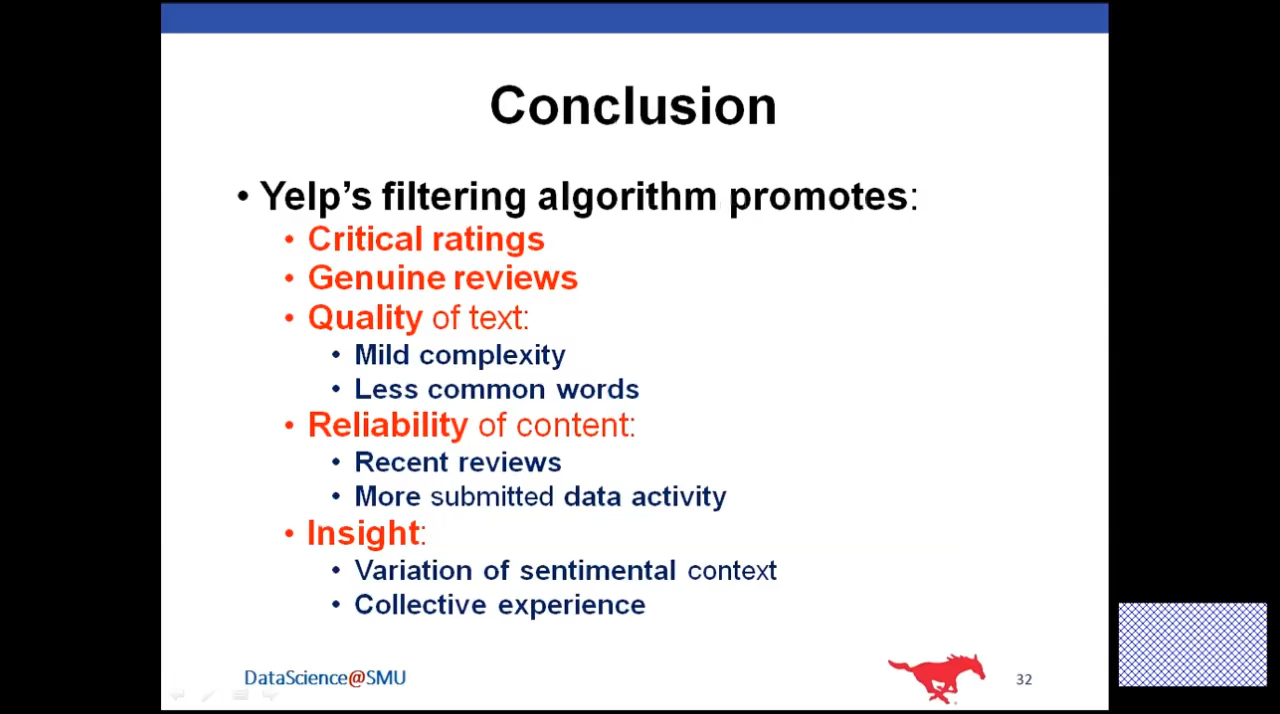 Conclusion
• Yelp’s filtering algorithm promotes:
• Critical ratings
• Genuine reviews
• Quality of text:
• Mild complexity
• Less common words
• Reliability of content:
• Recent reviews
• More submitted data activity
• Insight:
• Variation of sentimental context
• Collective experience
DataScience@SMU
32